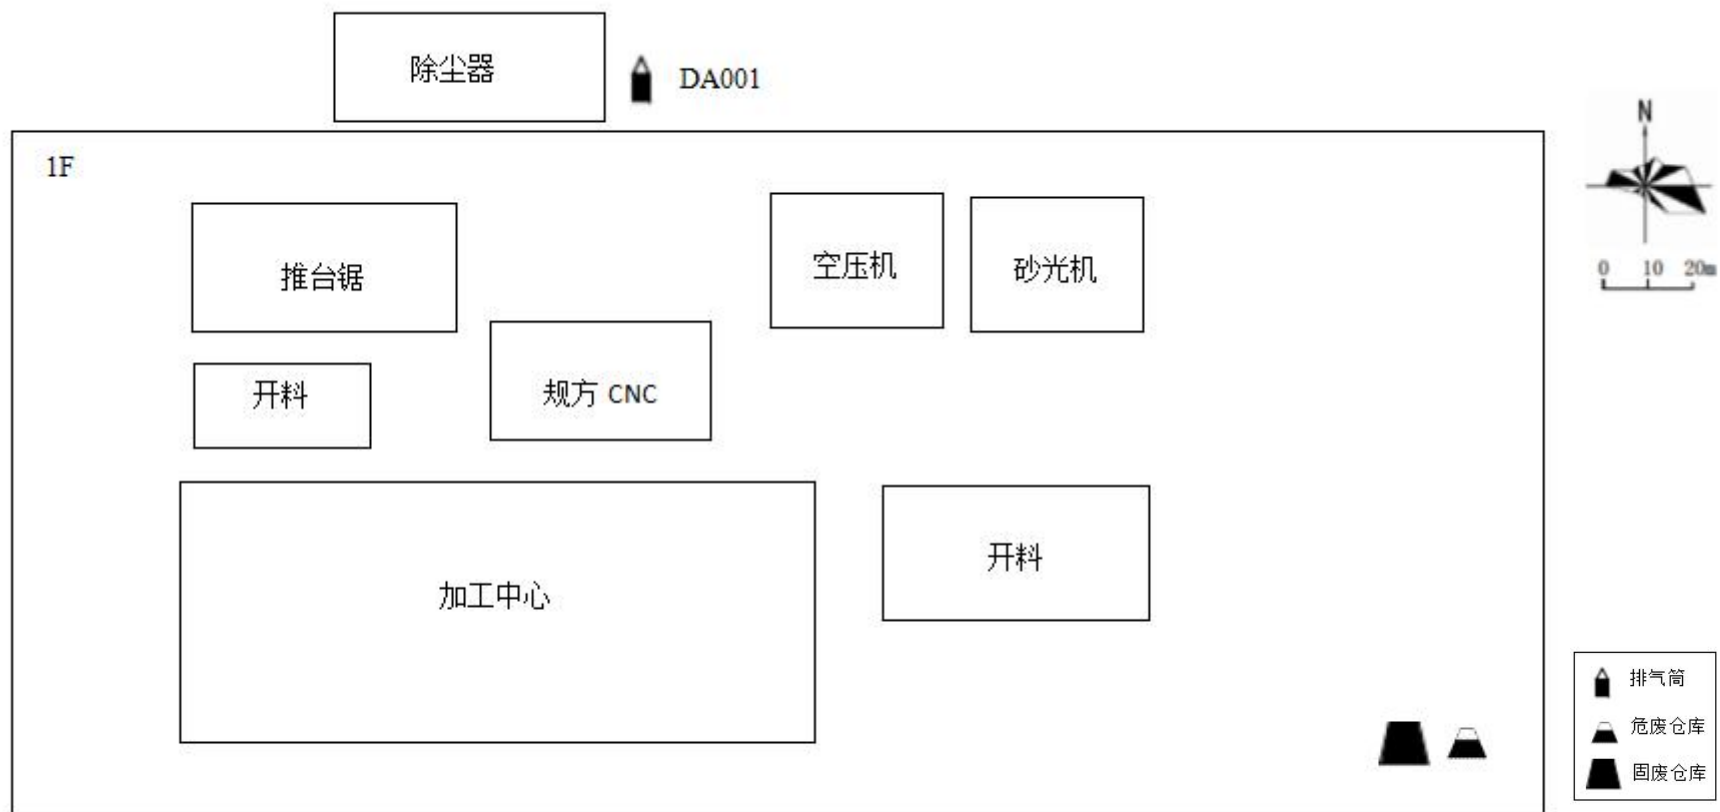 除尘器
DA001
N
1F
推台锯
空压机
砂光机
0 10 20m
开料
规方 CNC
开料
加工中心
排气筒
危废仓库
固废仓库